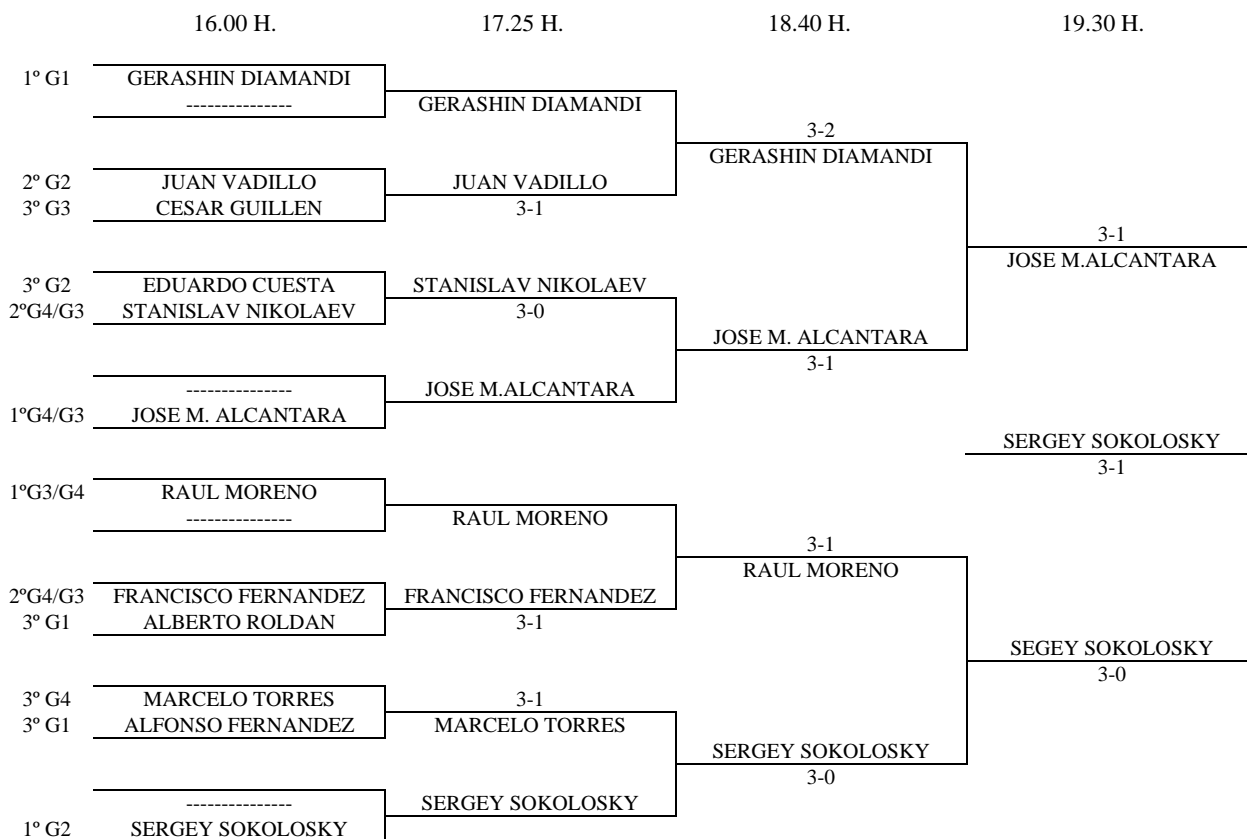 16.00 H. 17.25 H. 18.40 H. 19.30 H.
1º G1 GERASHIN DIAMANDI
---------------
GERASHIN DIAMANDI
3-2
GERASHIN DIAMANDI
2º G2 JUAN VADILLO JUAN VADILLO
3º G3 CESAR GUILLEN 3-1
3-1
JOSE M.ALCANTARA
3º G2 EDUARDO CUESTA STANISLAV NIKOLAEV
2ºG4/G3 STANISLAV NIKOLAEV 3-0
JOSE M. ALCANTARA
3-1
---------------
JOSE M.ALCANTARA
1ºG4/G3 JOSE M. ALCANTARA
SERGEY SOKOLOSKY
3-1
1ºG3/G4 RAUL MORENO
---------------
RAUL MORENO
3-1
RAUL MORENO
2ºG4/G3 FRANCISCO FERNANDEZ FRANCISCO FERNANDEZ
3º G1 ALBERTO ROLDAN 3-1
SEGEY SOKOLOSKY
3-0
3º G4 MARCELO TORRES 3-1
3º G1 ALFONSO FERNANDEZ MARCELO TORRES
SERGEY SOKOLOSKY
3-0
---------------
SERGEY SOKOLOSKY
1º G2 SERGEY SOKOLOSKY